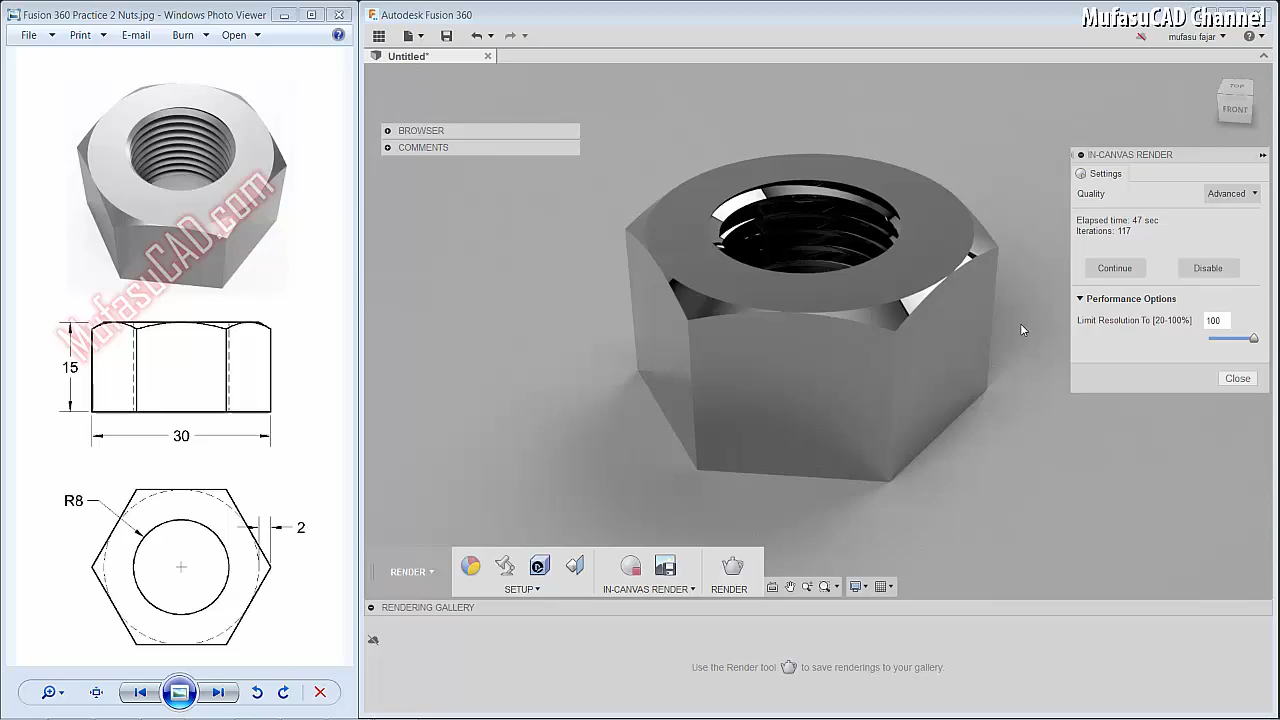 Fusion 360 Practice 2 Nuts.jpg - Windows Photo Viewer
File Print E-mail Burn Open
MufasuCAD.com
15
30
R8
2
Autodesk Fusion 360
MufasuCAD Channel
mufasu fajar
Untitled*
TOP
FRONT
BROWSER
COMMENTS
IN-CANVAS RENDER
Settings
Quality Advanced
Elapsed time: 47 sec
Iterations: 117
Continue Disable
Performance Options
Limit Resolution To [20-100%] 100
Close
RENDER
SETUP IN-CANVAS RENDER RENDER
RENDERING GALLERY
Use the Render tool to save renderings to your gallery.